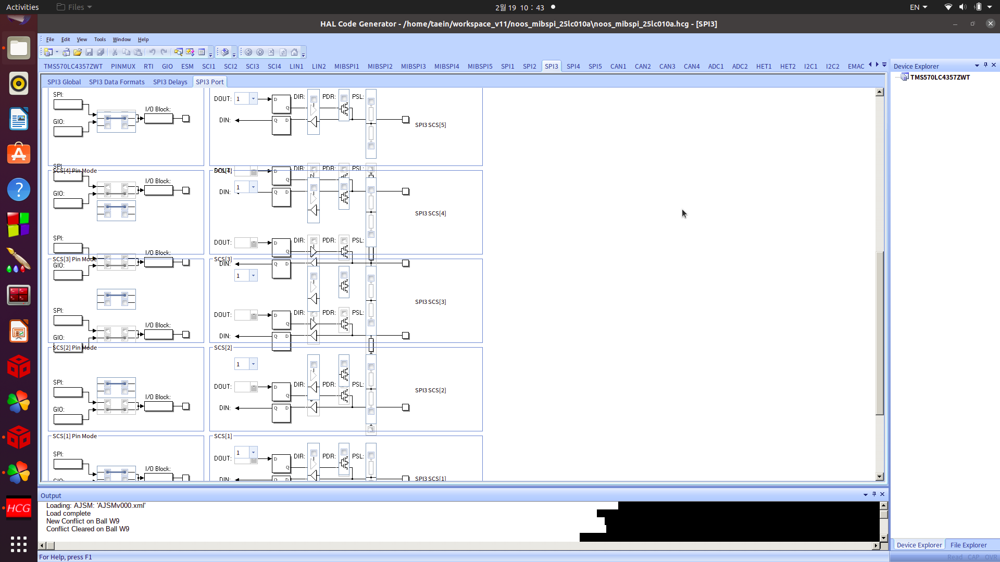 Activities Files 2월 19 10 : 43 EN
HAL Code Generator - /home/taein/workspace_v11/noos_mibspi_25lc010a\noos_mibspi_25lc010a.hcg - [SPI3]
File Edit View Tools Window Help
TMS570LC4357ZWT PINMUX RTI GIO ESM SCI1 SCI2 SCI3 SCI4 LIN1 LIN2 MIBSPI1 MIBSPI2 MIBSPI3 MIBSPI4 MIBSPI5 SPI1 SPI2 SPI3 SPI4 SPI5 CAN1 CAN2 CAN3 CAN4 ADC1 ADC2 HET1 HET2 I2C1 I2C2 EMAC
Device Explorer
TMS570LC4357ZWT
SPI3 Global SPI3 Data Formats SPI3 Delays SPI3 Port
SPI: DOUT: 1 D Q DIR: PDR: PSL:
I/O Block:
GIO: DIN: Q D
SPI3 SCS[5]
SPI: DIR: PDR: PSL:
SCS[4] Pin Mode DOUT: D
I/O Block: Q
1
GIO: DIN: Q D
SPI3 SCS[4]
SPI: DOUT: D Q DIR: PDR: PSL:
I/O Block:
SCS[3] Pin Mode SCS[3]
GIO: DIN: Q D
1
SPI3 SCS[3]
SPI: DOUT: D Q DIR: PDR: PSL:
I/O Block:
GIO: DIN: Q D
SCS[2] Pin Mode SCS[2]
1
SPI: DOUT: D Q DIR: PDR: PSL:
SPI3 SCS[2]
I/O Block:
GIO: DIN: Q D
SCS[1] Pin Mode SCS[1]
1
SPI: DOUT: D Q DIR: PDR: PSL:
I/O Block:
GIO: DIN: Q D SPI3 SCS[1]
Output
Loading: AJSM: 'AJSMv000.xml'
Load complete
New Conflict on Ball W9
Conflict Cleared on Ball W9
HCG
Device Explorer File Explorer
For Help, press F1
Read CAP OVR